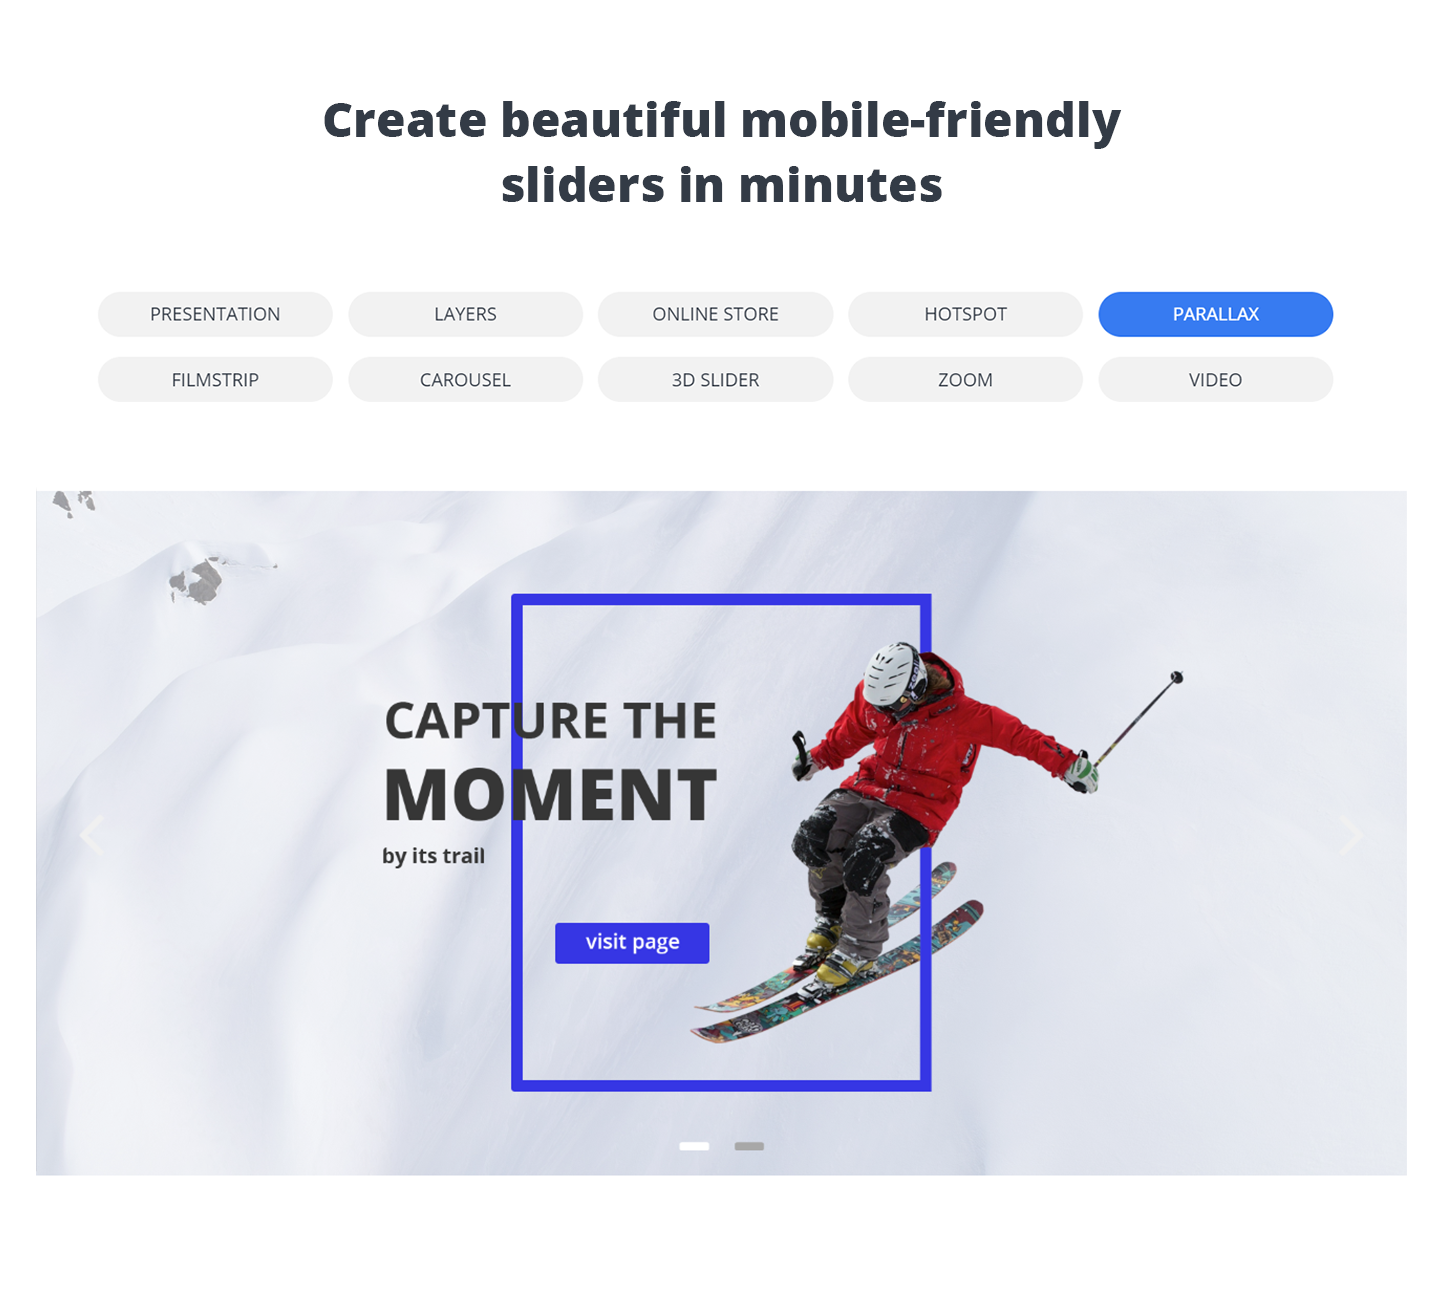 Create beautiful mobile-friendly
sliders in minutes
PRESENTATION
LAYERS
ONLINE STORE
HOTSPOT
PARALLAX
FILMSTRIP
CAROUSEL
3D SLIDER
ZOOM
VIDEO
CAPTURE THE
MOMENT
by its trail
visit page